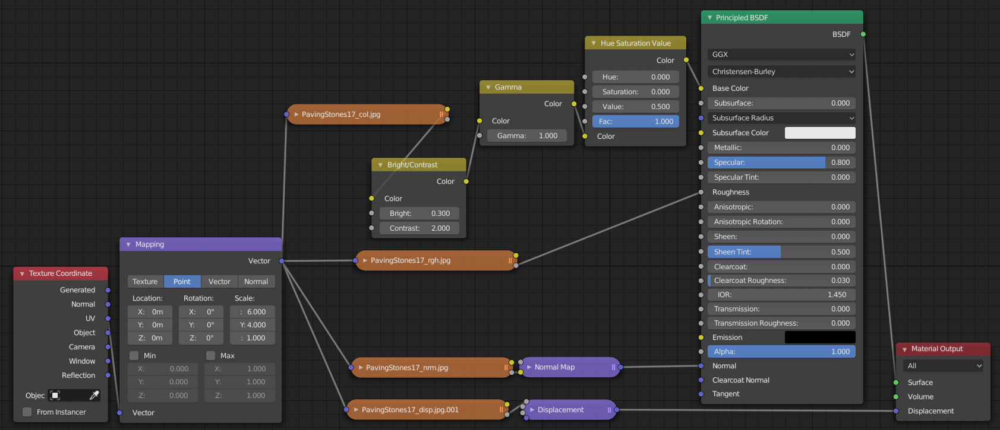 Texture Coordinate
Generated
Normal
UV
Object
Camera
Window
Reflection
Objec
From Instancer
Mapping
Vector
Texture Point Vector Normal
Location: Rotation: Scale:
X: 0m X: 0° : 6.000
Y: 0m Y: 0° Y: 4.000
Z: 0m Z: 0° : 1.000
Min Max
X: 0.000 X: 1.000
Y: 0.000 Y: 1.000
Z: 0.000 Z: 1.000
Vector
PavingStones17_col.jpg
Bright/Contrast
Color
Color
Bright: 0.300
Contrast: 2.000
PavingStones17_rgh.jpg
PavingStones17_nrm.jpg
PavingStones17_disp.jpg.001
Normal Map
Displacement
Gamma
Color
Color
Gamma: 1.000
Hue Saturation Value
Color
Hue: 0.000
Saturation: 0.000
Value: 0.500
Fac: 1.000
Color
Principled BSDF
BSDF
GGX
Christensen-Burley
Base Color
Subsurface: 0.000
Subsurface Radius
Subsurface Color
Metallic: 0.000
Specular: 0.800
Specular Tint: 0.000
Roughness
Anisotropic: 0.000
Anisotropic Rotation: 0.000
Sheen: 0.000
Sheen Tint: 0.500
Clearcoat: 0.000
Clearcoat Roughness: 0.030
IOR: 1.450
Transmission: 0.000
Transmission Roughness: 0.000
Emission
Alpha: 1.000
Normal
Clearcoat Normal
Tangent
Material Output
All
Surface
Volume
Displacement